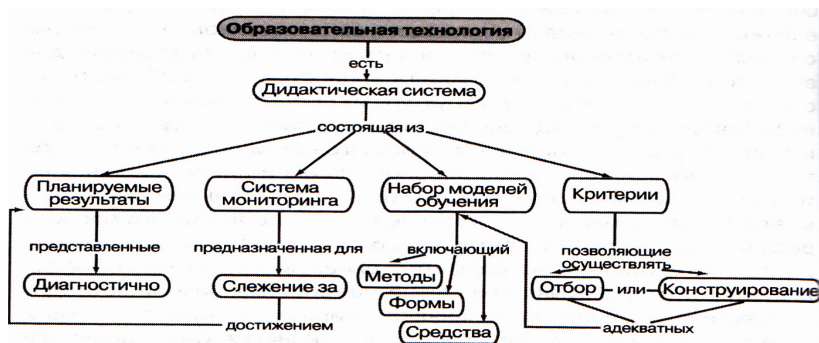 Образовательная технология
есть
Дидактическая система
состоящая из
Планируемые
результаты
Система
мониторинга
Набор моделей
обучения
Критерии
представленные
предназначенная для
включающий
позволяющие
осуществлять
Диагностично
Слежение за
Методы
Формы
Средства
Отбор
или
Конструирование
достижением
адекватных